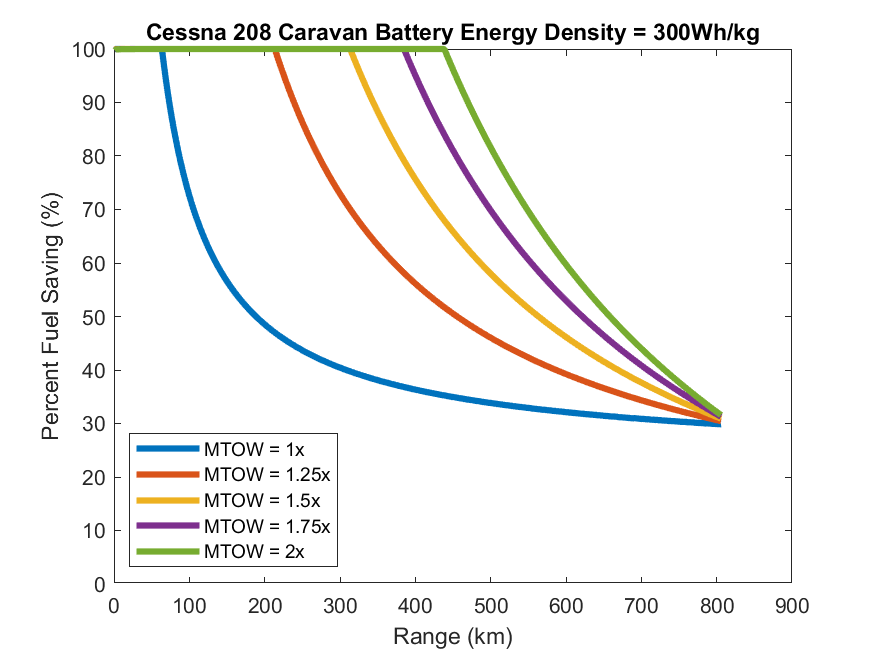 Cessna 208 Caravan Battery Energy Density = 300Wh/kg
Percent Fuel Saving (%)
100
90
80
70
60
50
40
30
20
10
0
MTOW = 1x
MTOW = 1.25x
MTOW = 1.5x
MTOW = 1.75x
MTOW = 2x
0 100 200 300 400 500 600 700 800 900
Range (km)